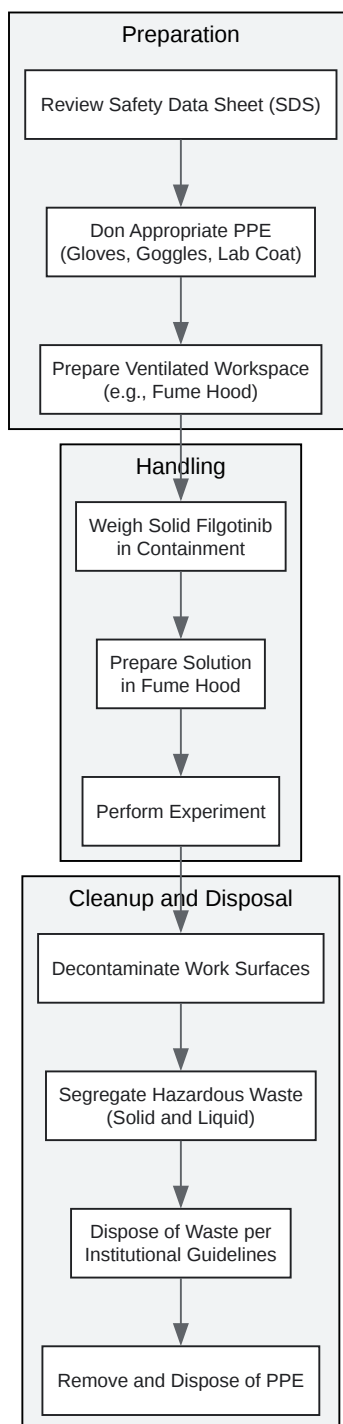 Preparation
Review Safety Data Sheet (SDS)
Don Appropriate PPE
(Gloves, Goggles, Lab Coat)
Prepare Ventilated Workspace
(e.g., Fume Hood)
Handling
Weigh Solid Filgotinib
in Containment
Prepare Solution
in Fume Hood
Perform Experiment
Cleanup and Disposal
Decontaminate Work Surfaces
Segregate Hazardous Waste
(Solid and Liquid)
Dispose of Waste per
Institutional Guidelines
Remove and Dispose of PPE